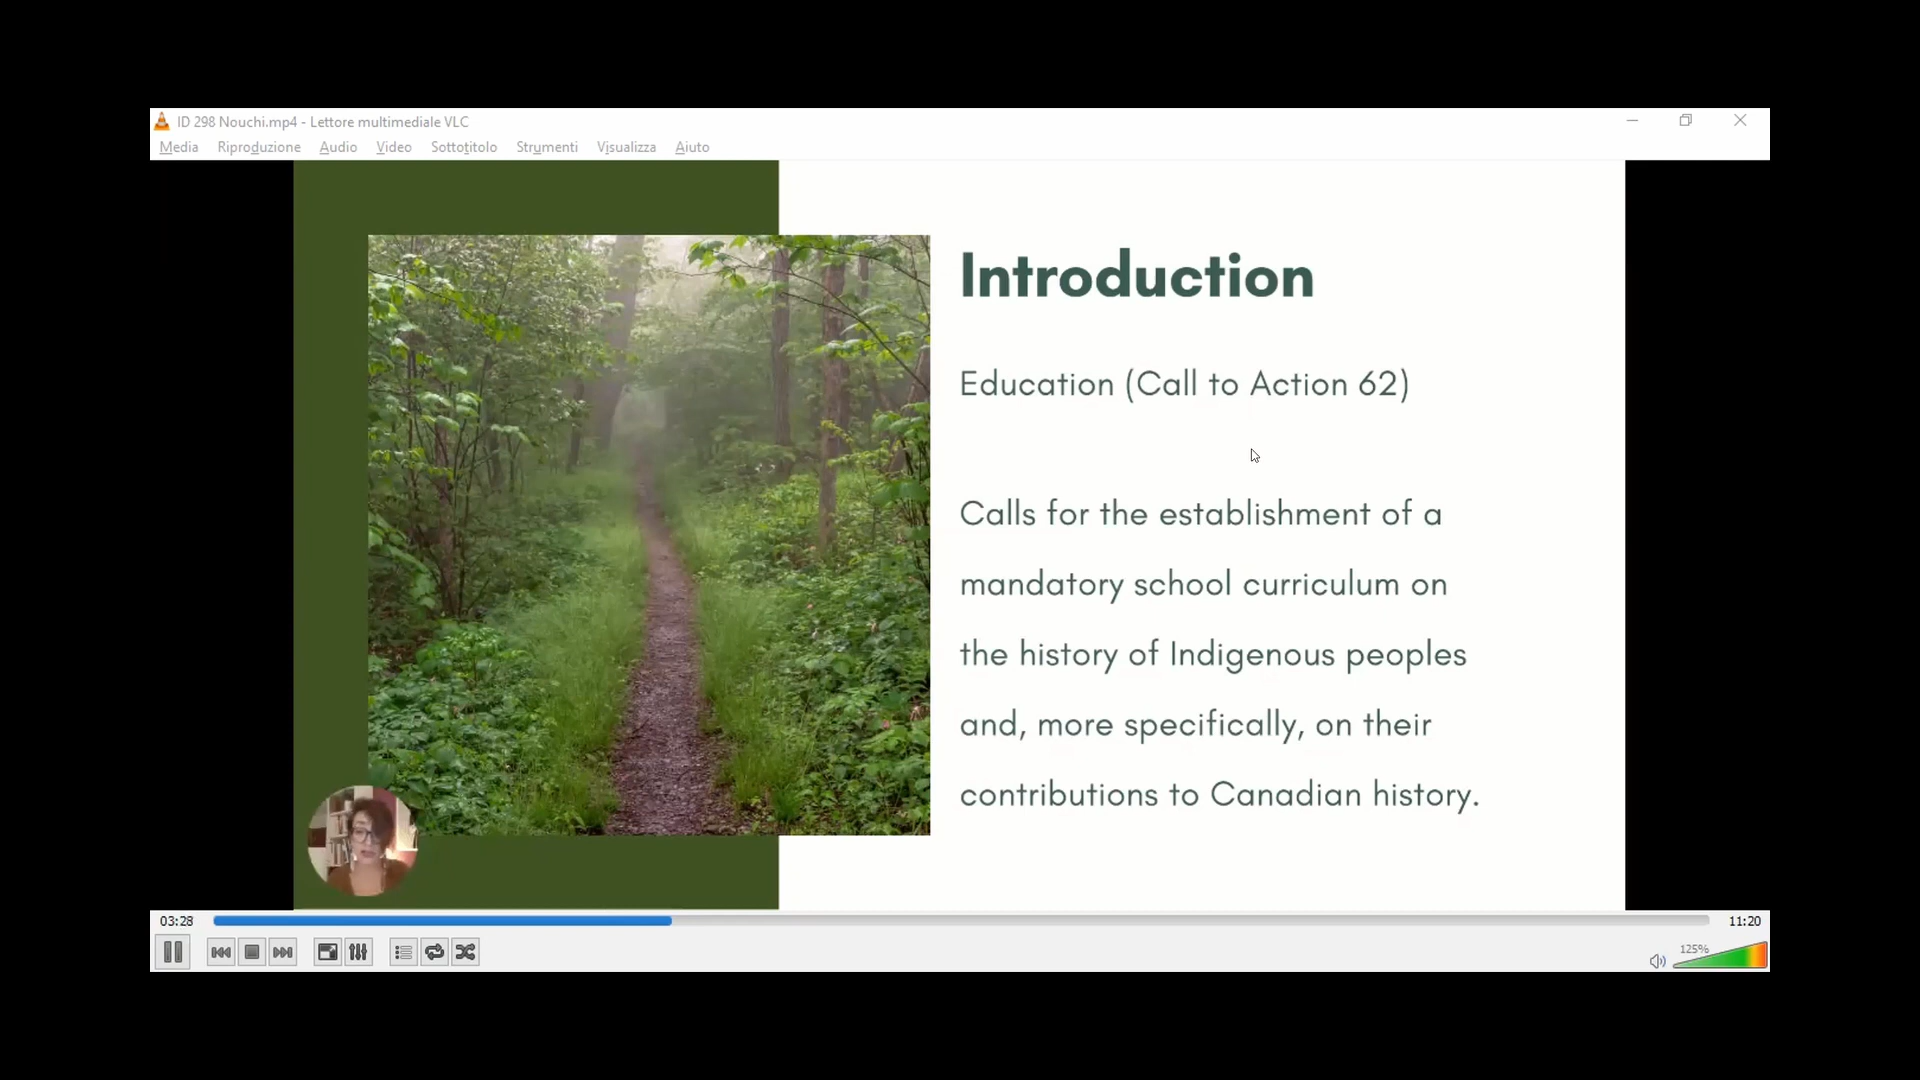 ID 298 Nouchi.mp4 - Lettore multimediale VLC
Media Riproduzione Audio Video Sottotitolo Strumenti Visualizza Aiuto
Introduction
Education (Call to Action 62)
Calls for the establishment of a
mandatory school curriculum on
the history of Indigenous peoples
and, more specifically, on their
contributions to Canadian history.
03:28 11:20
125%